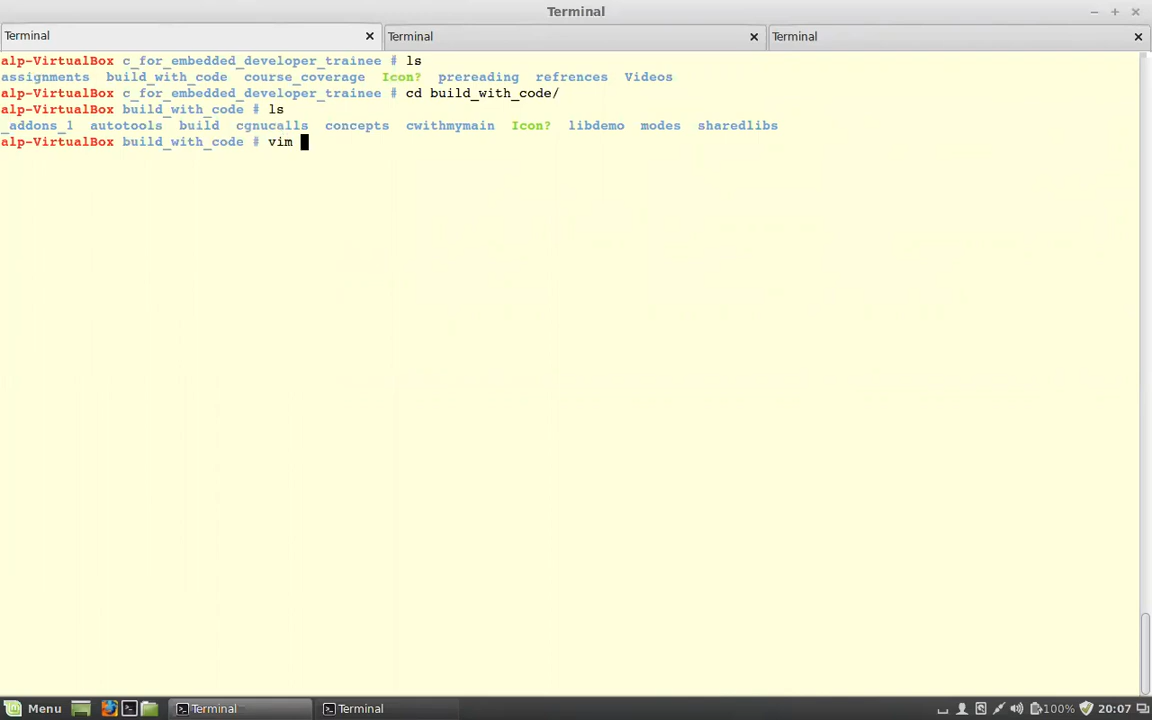 Terminal
Terminal
Terminal
Terminal
alp-VirtualBox c_for_embedded_developer_trainee # ls
assignments build_with_code course_coverage Icon? prereading refrences Videos
alp-VirtualBox c_for_embedded_developer_trainee # cd build_with_code/
alp-VirtualBox build_with_code # ls
_addons_1 autotools build cgnucalls concepts cwithmymain Icon? libdemo modes sharedlibs
alp-VirtualBox build_with_code # vim
Menu Terminal Terminal 100% 20:07